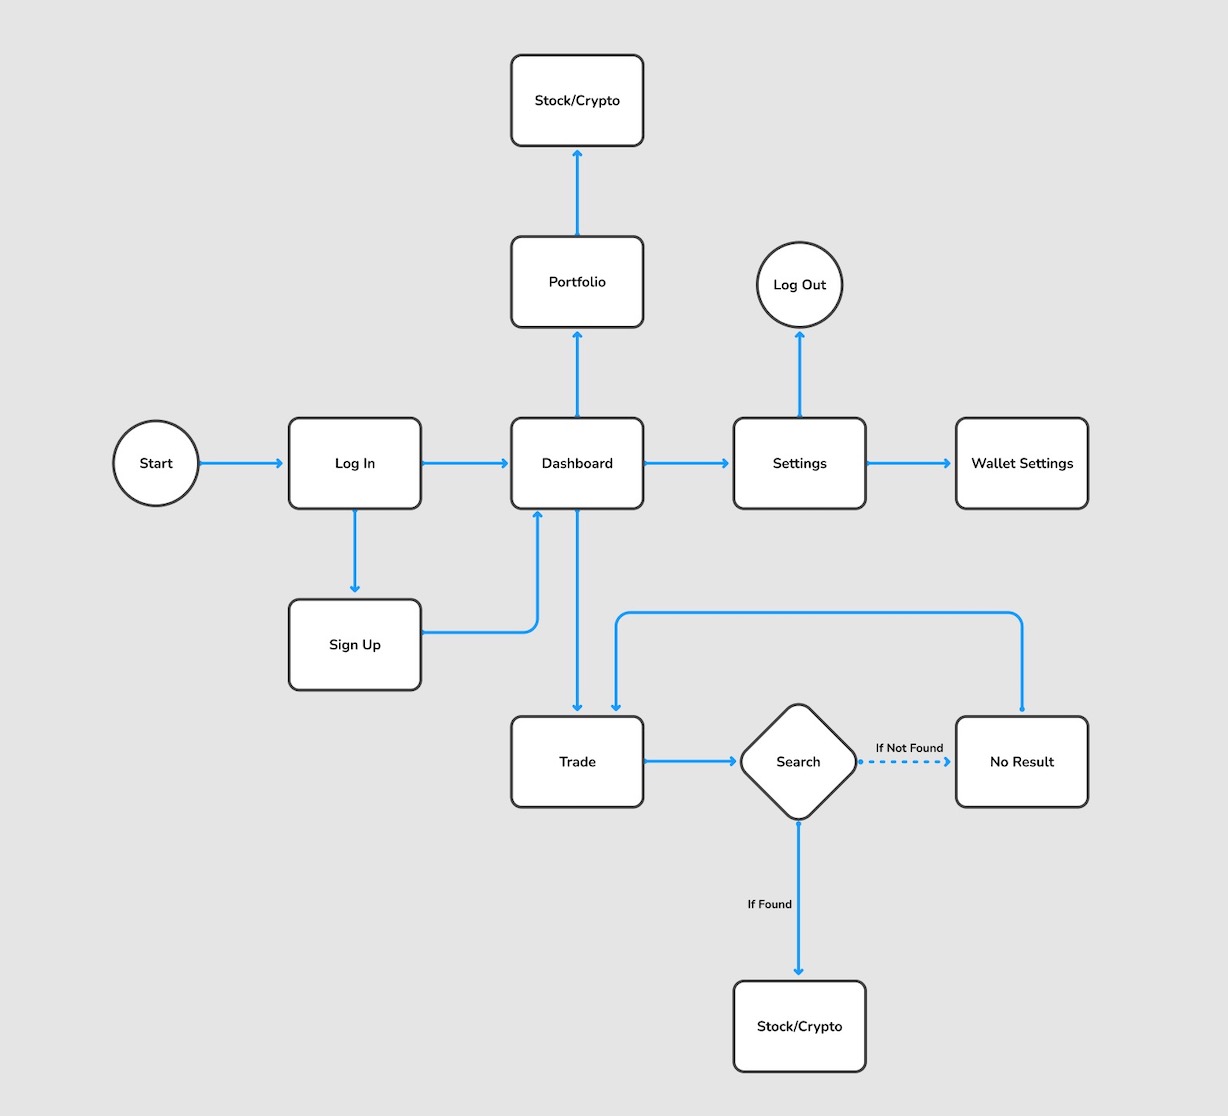 Stock/Crypto
Portfolio
Log Out
Start
Log In
Dashboard
Settings
Wallet Settings
Sign Up
Trade
Search
If Not Found
No Result
If Found
Stock/Crypto